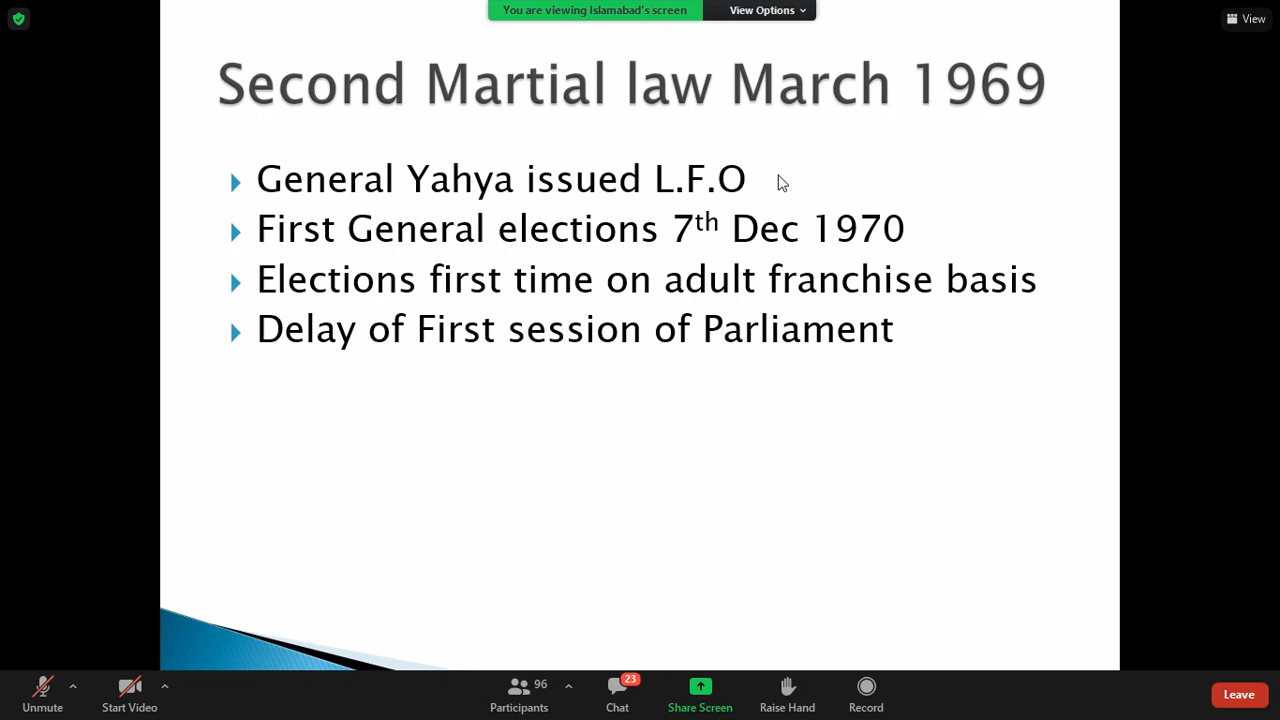 You are viewing Islamabad's screen
View Options
View
Second Martial law March 1969
General Yahya issued L.F.O
First General elections 7th Dec 1970
Elections first time on adult franchise basis
Delay of First session of Parliament
Unmute
Start Video
96
Participants
23
Chat
Share Screen
Raise Hand
Record
Leave